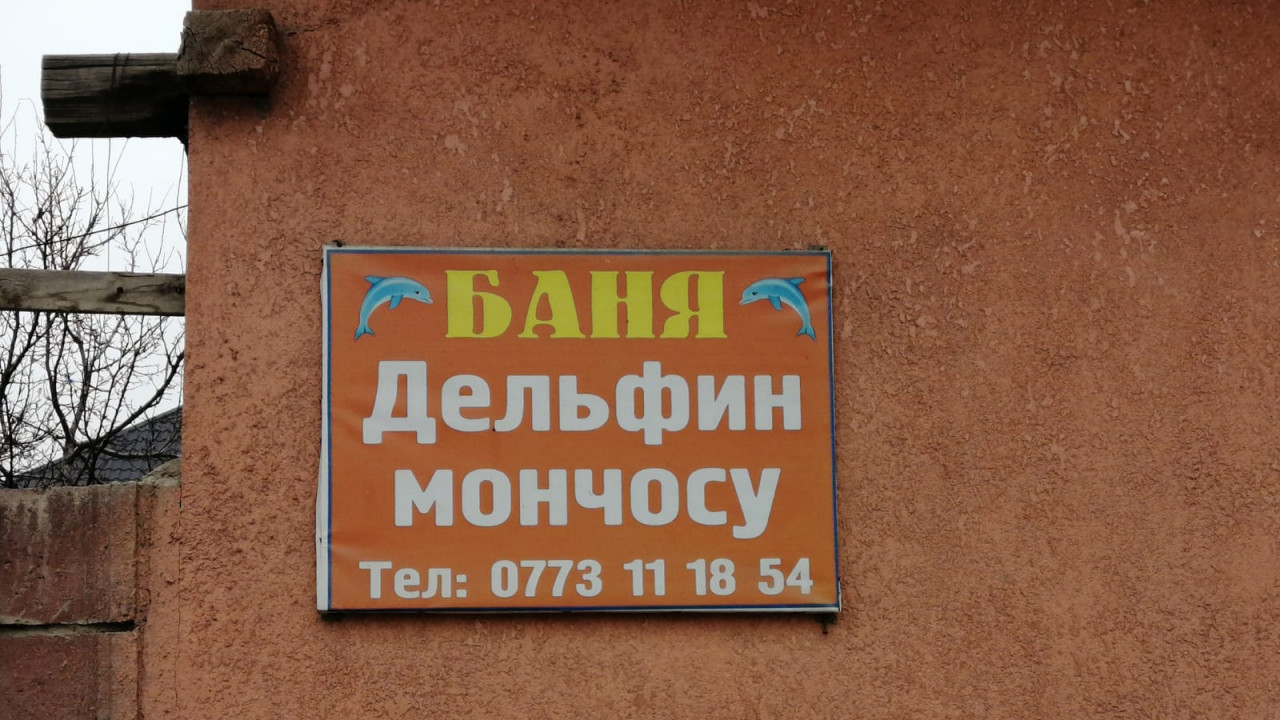 БАНЯ
Дельфин
мончосу
Тел: 0773 11 18 54